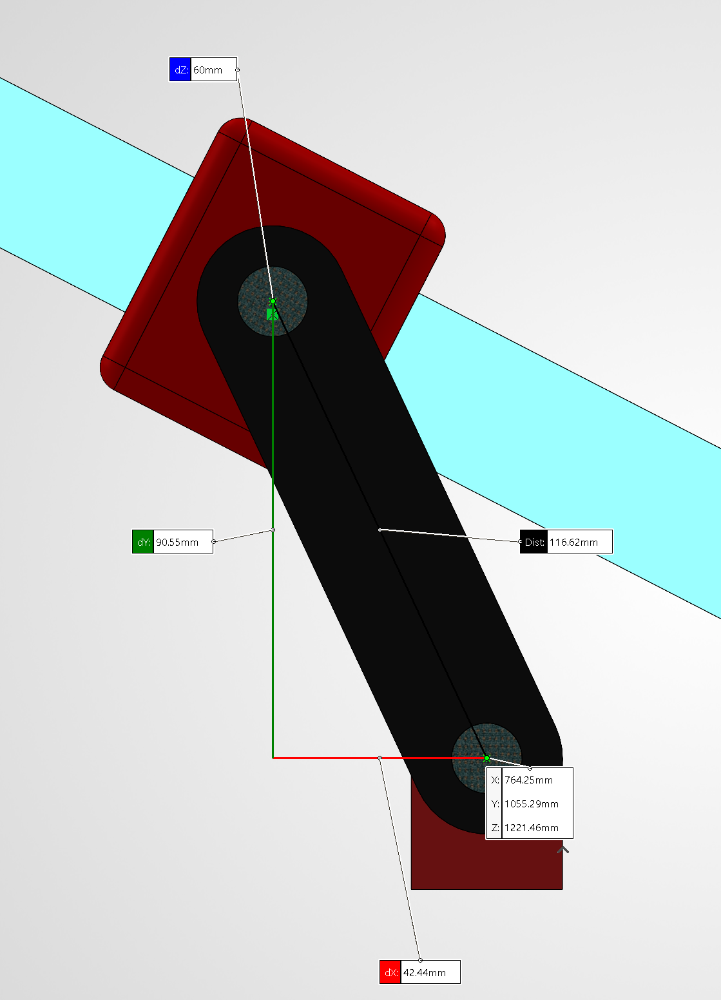 dZ: 60mm
dY: 90.55mm
Dist: 116.62mm
X: 764.25mm
Y: 1055.29mm
Z: 1221.46mm
dX: 42.44mm